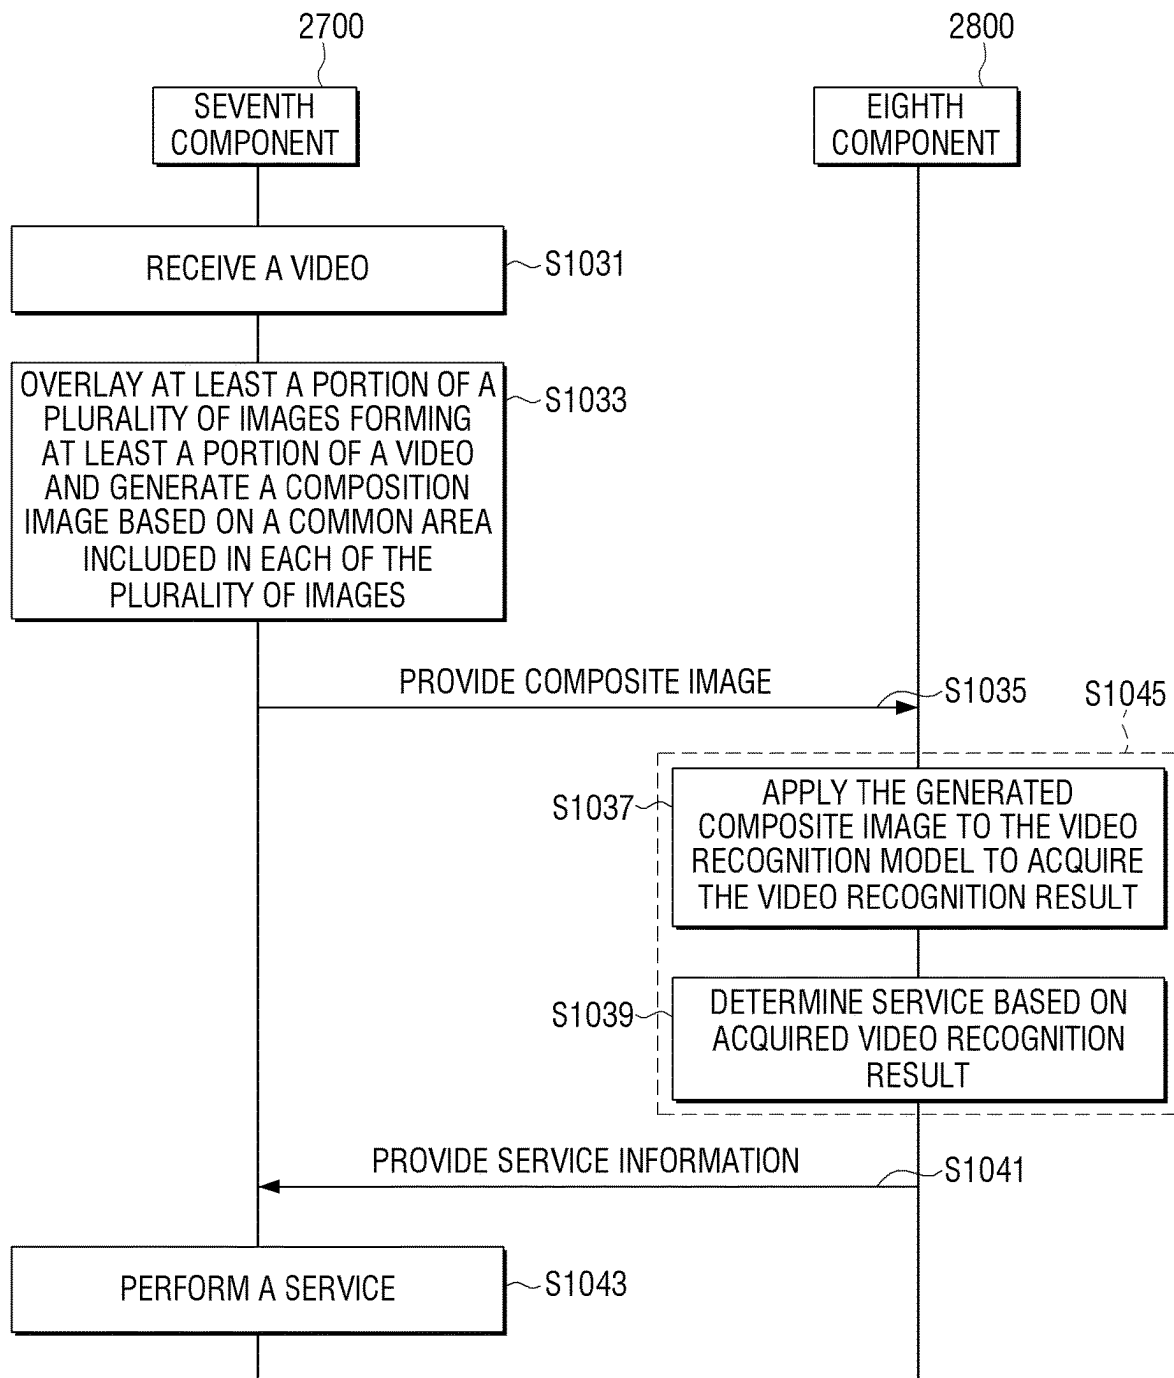 2700
2800
SEVENTH
COMPONENT
EIGHTH
COMPONENT
RECEIVE A VIDEO
S1031
OVERLAY AT LEAST A PORTION OF A
PLURALITY OF IMAGES FORMING
AT LEAST A PORTION OF A VIDEO
AND GENERATE A COMPOSITION
IMAGE BASED ON A COMMON AREA
INCLUDED IN EACH OF THE
PLURALITY OF IMAGES
S1033
PROVIDE COMPOSITE IMAGE
S1035
S1045
S1037
APPLY THE GENERATED
COMPOSITE IMAGE TO THE VIDEO
RECOGNITION MODEL TO ACQUIRE
THE VIDEO RECOGNITION RESULT
S1039
DETERMINE SERVICE BASED ON
ACQUIRED VIDEO RECOGNITION
RESULT
PROVIDE SERVICE INFORMATION
S1041
PERFORM A SERVICE
S1043